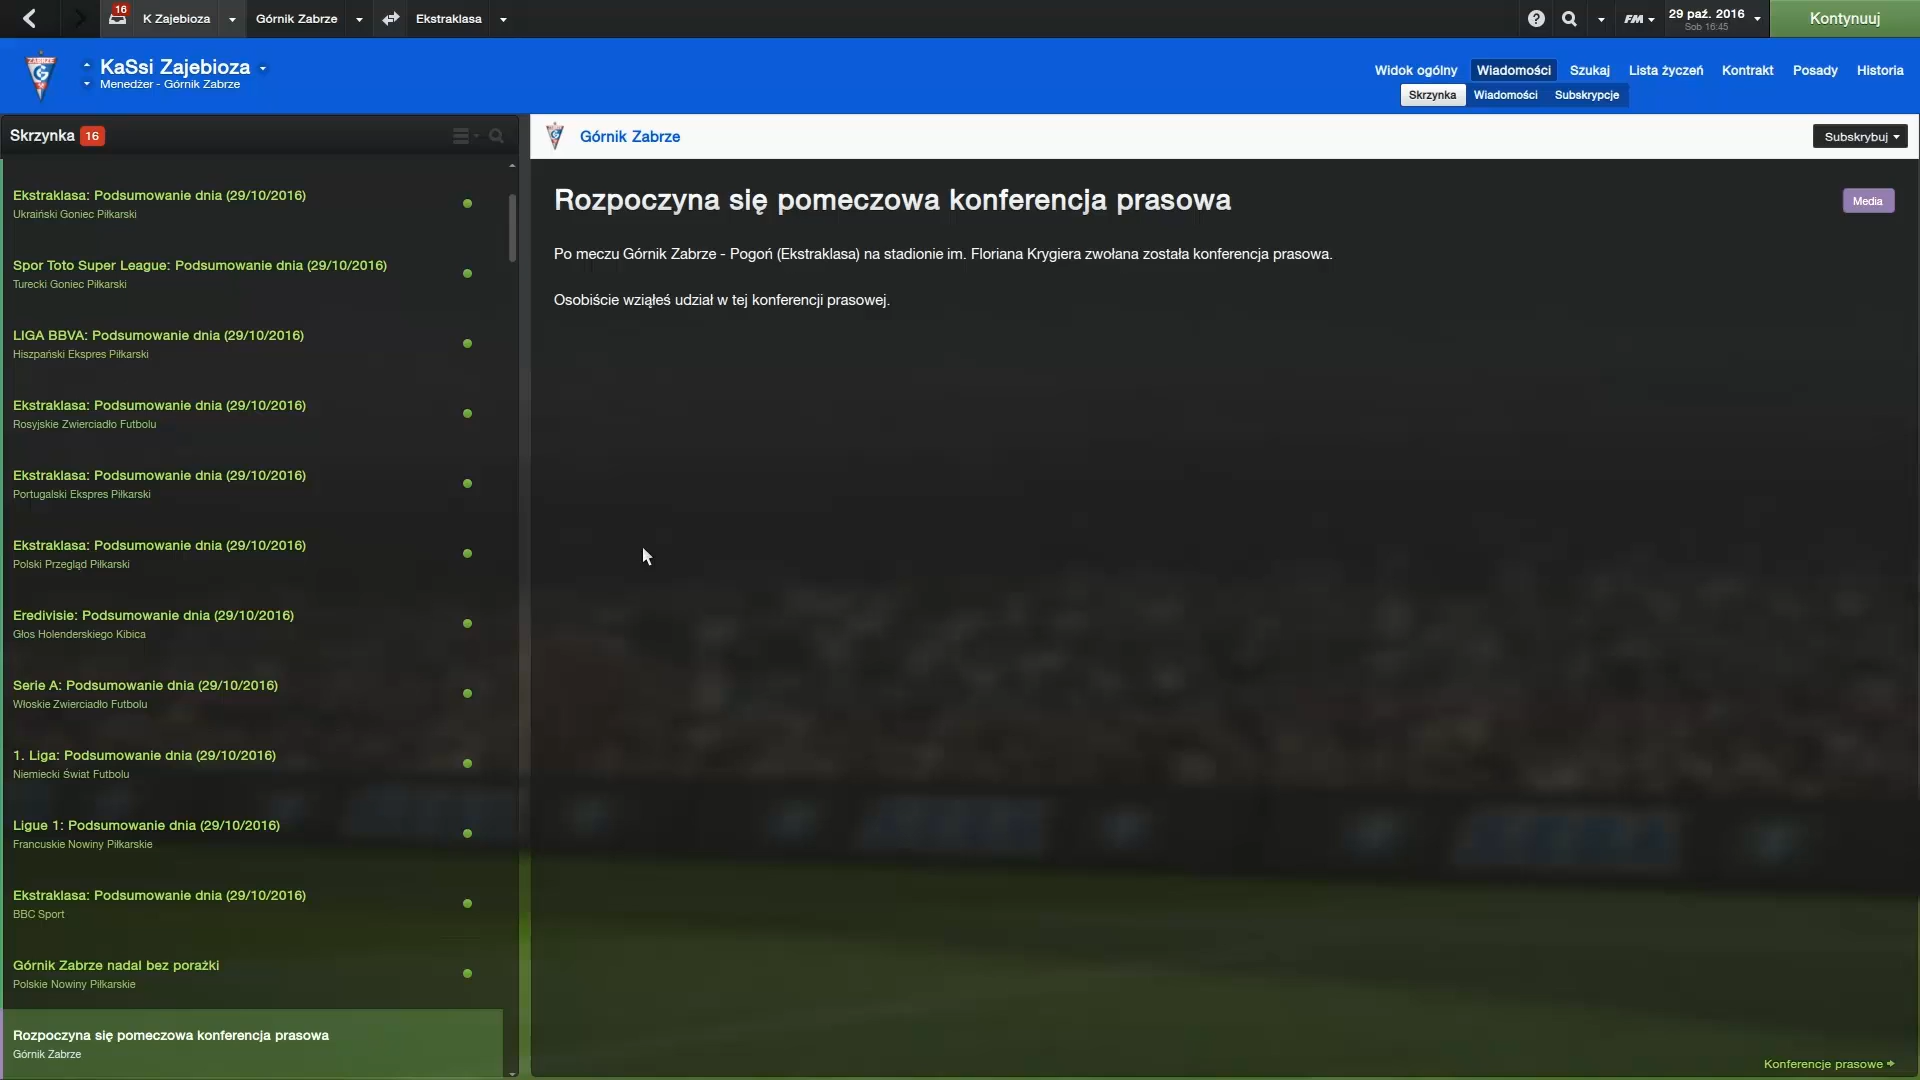 16
K Zajebioza
Górnik Zabrze
Ekstraklasa
FM
29 paź. 2016
Sob 16:45
Kontynuuj
ZABRZE
KaSsi Zajebioza
Menedżer - Górnik Zabrze
Widok ogólny
Wiadomości
Szukaj
Lista życzeń
Kontrakt
Posady
Historia
Skrzynka
Wiadomości
Subskrypcje
Skrzynka 16
Górnik Zabrze
Subskrybuj
Ekstraklasa: Podsumowanie dnia (29/10/2016)
Ukraiński Goniec Piłkarski
Spor Toto Super League: Podsumowanie dnia (29/10/2016)
Turecki Goniec Piłkarski
LIGA BBVA: Podsumowanie dnia (29/10/2016)
Hiszpański Ekspres Piłkarski
Ekstraklasa: Podsumowanie dnia (29/10/2016)
Rosyjskie Zwierciadło Futbolu
Ekstraklasa: Podsumowanie dnia (29/10/2016)
Portugalski Ekspres Piłkarski
Ekstraklasa: Podsumowanie dnia (29/10/2016)
Polski Przegląd Piłkarski
Eredivisie: Podsumowanie dnia (29/10/2016)
Głos Holenderskiego Kibica
Serie A: Podsumowanie dnia (29/10/2016)
Włoskie Zwierciadło Futbolu
1. Liga: Podsumowanie dnia (29/10/2016)
Niemiecki Świat Futbolu
Ligue 1: Podsumowanie dnia (29/10/2016)
Francuskie Nowiny Piłkarskie
Ekstraklasa: Podsumowanie dnia (29/10/2016)
BBC Sport
Górnik Zabrze nadal bez porażki
Polskie Nowiny Piłkarskie
Rozpoczyna się pomeczowa konferencja prasowa
Górnik Zabrze
Rozpoczyna się pomeczowa konferencja prasowa
Media
Po meczu Górnik Zabrze - Pogoń (Ekstraklasa) na stadionie im. Floriana Krygiera zwołana została konferencja prasowa.
Osobiście wziąłeś udział w tej konferencji prasowej.
Konferencje prasowe